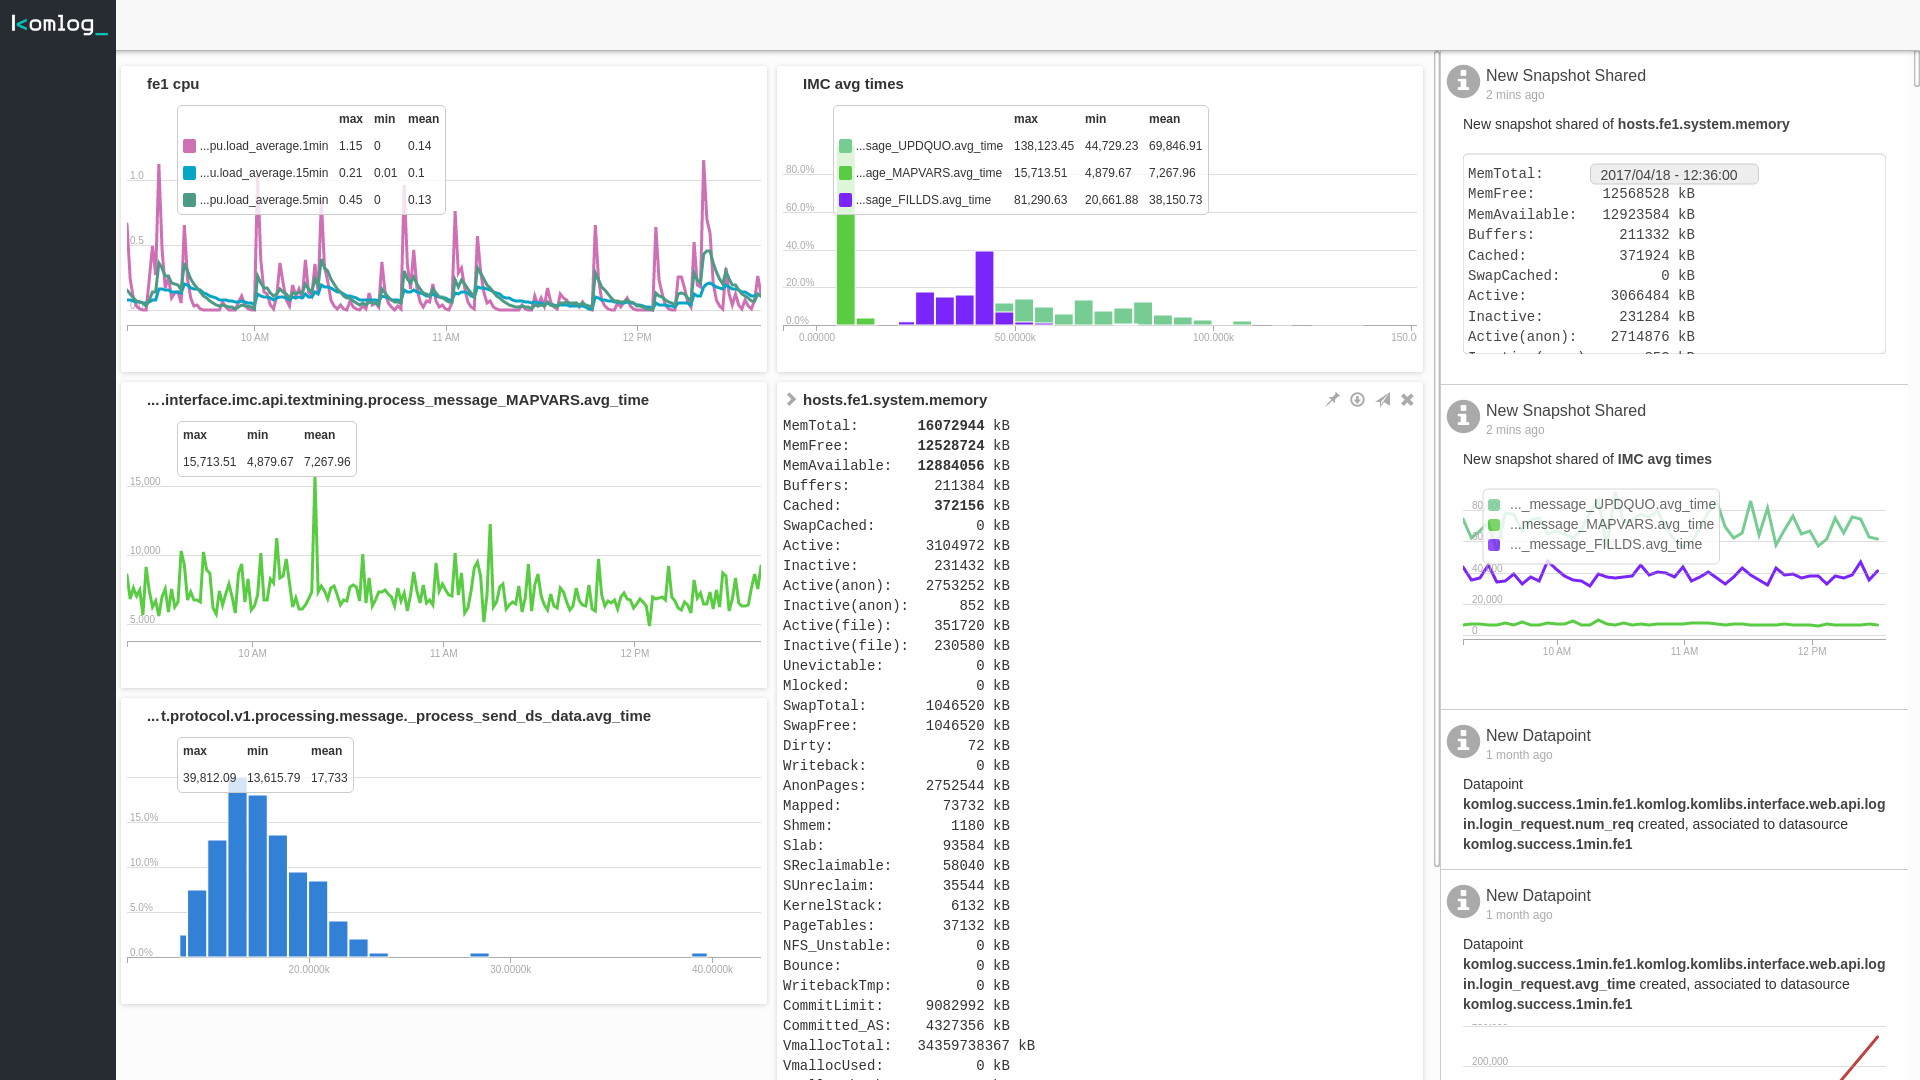 komlog_
fe1 cpu
max min mean
...pu.load_average.1min 1.15 0 0.14
...u.load_average.15min 0.21 0.01 0.1
...pu.load_average.5min 0.45 0 0.13
1.0
0.5
10 AM 11 AM 12 PM
IMC avg times
max min mean
...sage_UPDQUO.avg_time 138,123.45 44,729.23 69,846.91
...age_MAPVARS.avg_time 15,713.51 4,879.67 7,267.96
...sage_FILLDS.avg_time 81,290.63 20,661.88 38,150.73
80.0%
60.0%
40.0%
20.0%
0.0%
0.00000 50.0000k 100.000k 150.0
....interface.imc.api.textmining.process_message_MAPVARS.avg_time
max min mean
15,713.51 4,879.67 7,267.96
15,000
10,000
5,000
10 AM 11 AM 12 PM
...t.protocol.v1.processing.message._process_send_ds_data.avg_time
max min mean
39,812.09 13,615.79 17,733
15.0%
10.0%
5.0%
0.0%
20.0000k 30.0000k 40.0000k
hosts.fe1.system.memory
MemTotal: 16072944 kB
MemFree: 12528724 kB
MemAvailable: 12884056 kB
Buffers: 211384 kB
Cached: 372156 kB
SwapCached: 0 kB
Active: 3104972 kB
Inactive: 231432 kB
Active(anon): 2753252 kB
Inactive(anon): 852 kB
Active(file): 351720 kB
Inactive(file): 230580 kB
Unevictable: 0 kB
Mlocked: 0 kB
SwapTotal: 1046520 kB
SwapFree: 1046520 kB
Dirty: 72 kB
Writeback: 0 kB
AnonPages: 2752544 kB
Mapped: 73732 kB
Shmem: 1180 kB
Slab: 93584 kB
SReclaimable: 58040 kB
SUnreclaim: 35544 kB
KernelStack: 6132 kB
PageTables: 37132 kB
NFS_Unstable: 0 kB
Bounce: 0 kB
WritebackTmp: 0 kB
CommitLimit: 9082992 kB
Committed_AS: 4327356 kB
VmallocTotal: 34359738367 kB
VmallocUsed: 0 kB
New Snapshot Shared
2 mins ago
New snapshot shared of hosts.fe1.system.memory
2017/04/18 - 12:36:00
MemTotal:
MemFree: 12568528 kB
MemAvailable: 12923584 kB
Buffers: 211332 kB
Cached: 371924 kB
SwapCached: 0 kB
Active: 3066484 kB
Inactive: 231284 kB
Active(anon): 2714876 kB
New Snapshot Shared
2 mins ago
New snapshot shared of IMC avg times
..._message_UPDQUO.avg_time
...message_MAPVARS.avg_time
..._message_FILLDS.avg_time
40,000
20,000
0
10 AM 11 AM 12 PM
New Datapoint
1 month ago
Datapoint
komlog.success.1min.fe1.komlog.komlibs.interface.web.api.log
in.login_request.num_req created, associated to datasource
komlog.success.1min.fe1
New Datapoint
1 month ago
Datapoint
komlog.success.1min.fe1.komlog.komlibs.interface.web.api.log
in.login_request.avg_time created, associated to datasource
komlog.success.1min.fe1
200,000